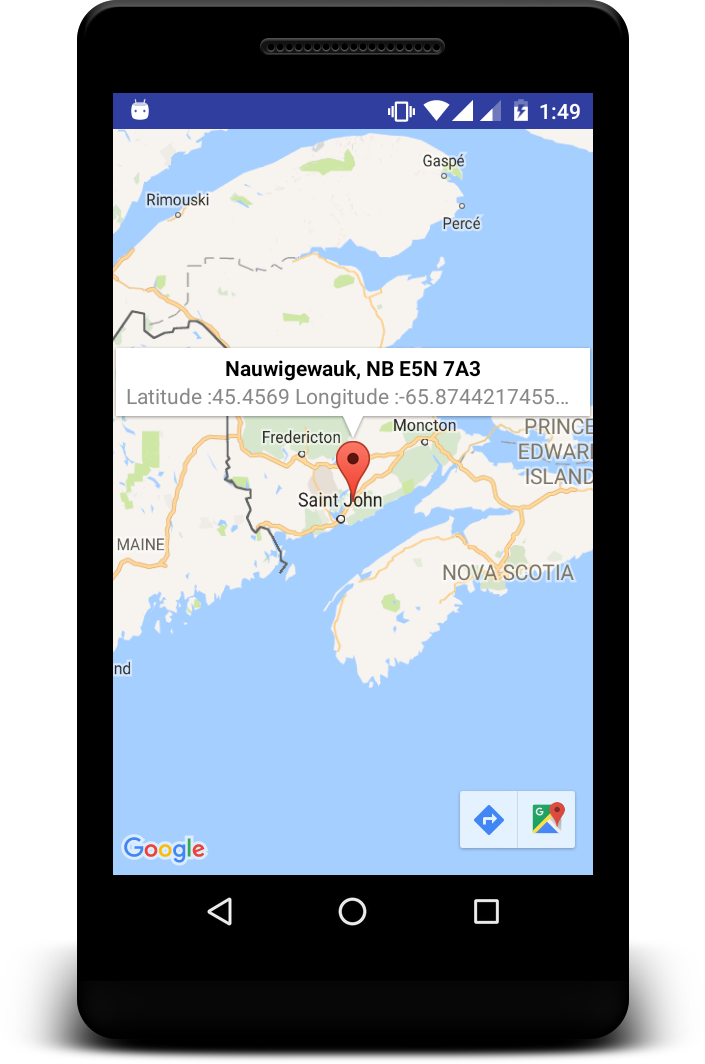 1:49
Gaspé
Rimouski
Percé
Nauwigewauk, NB E5N 7A3
Latitude :45.4569 Longitude :-65.8744217455...
Moncton
Fredericton
PRINCE
EDWARD
ISLAND
Saint John
MAINE
NOVA SCOTIA
nd
G
Google